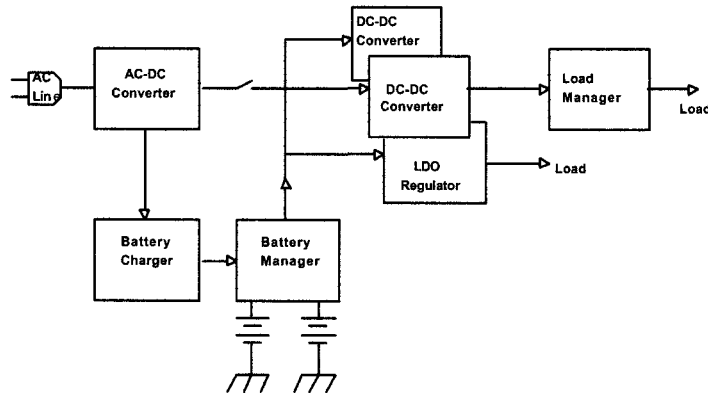 DC-DC
Converter
AC
Line
AC-DC
Converter
DC-DC
Converter
Load
Manager
Load
LDO
Regulator
Load
Battery
Charger
Battery
Manager